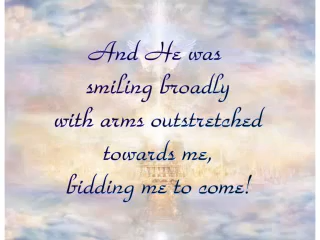 And He was
smiling broadly
with arms outstretched
towards me,
bidding me to come!